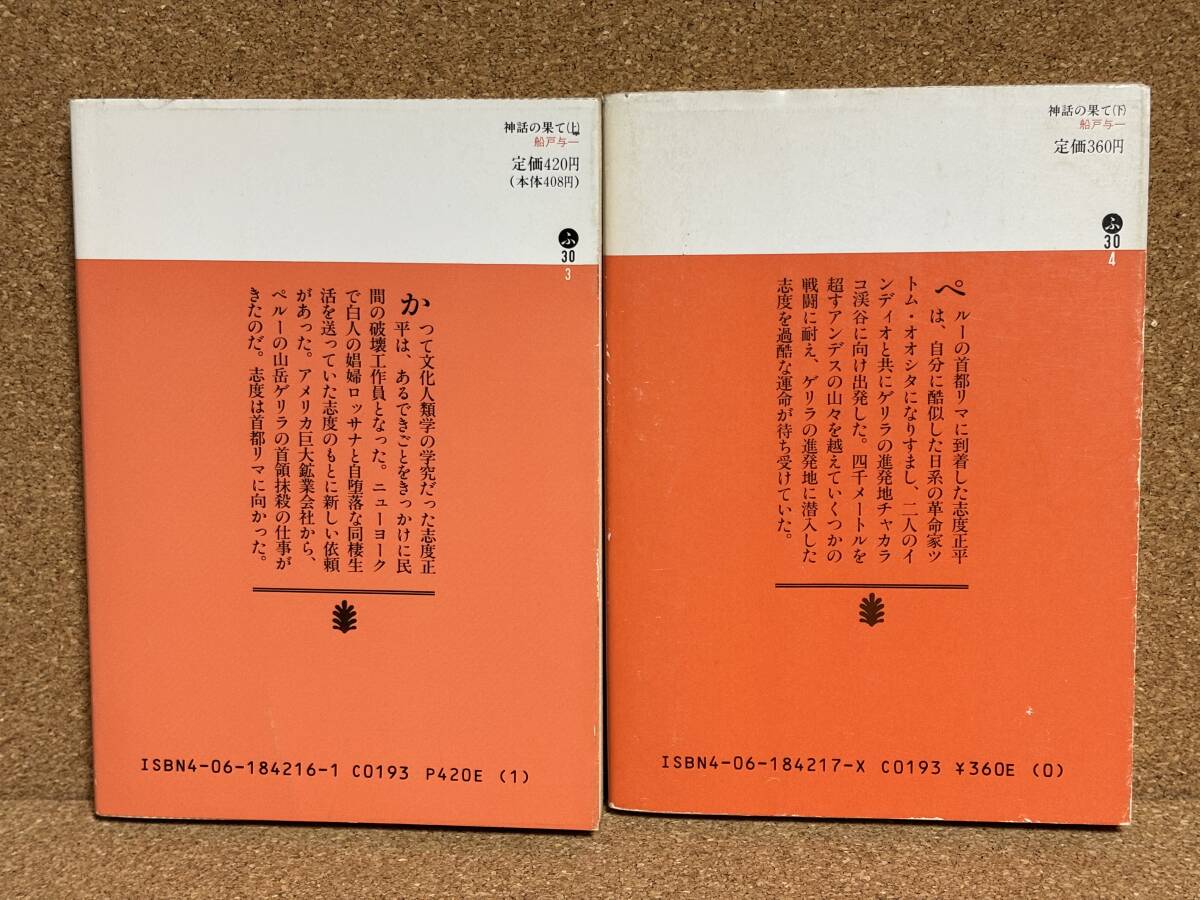 神話の果て(上)
船戸与一
定価420円
(本体408円)
ふ
30
3
かつて文化人類学の学究だった志度正
平は、あるできごとをきっかけに民
間の破壊工作員となった。ニューヨーク
で白人の娼婦ロッサナと自堕落な同棲生
活を送っていた志度のもとに新しい依頼
があった。アメリカ巨大鉱業会社から、
ペルーの山岳ゲリラの首領抹殺の仕事が
きたのだ。志度は首都リマに向かった。
ISBN4-06-184216-1 C0193 P420E (1)
神話の果て(下)
船戸与一
定価360円
ふ
30
4
ペルーの首都リマに到着した志度正平
は、自分に酷似した日系の革命家ツ
トム・オオシタになりすまし、二人のイ
ンディオと共にゲリラの進発地チャカラ
コ渓谷に向け出発した。四千メートルを
超すアンデスの山々を越えていくつかの
戦闘に耐え、ゲリラの進発地に潜入した
志度を過酷な運命が待ち受けていた。
ISBN4-06-184217-X C0193 ¥360E (0)